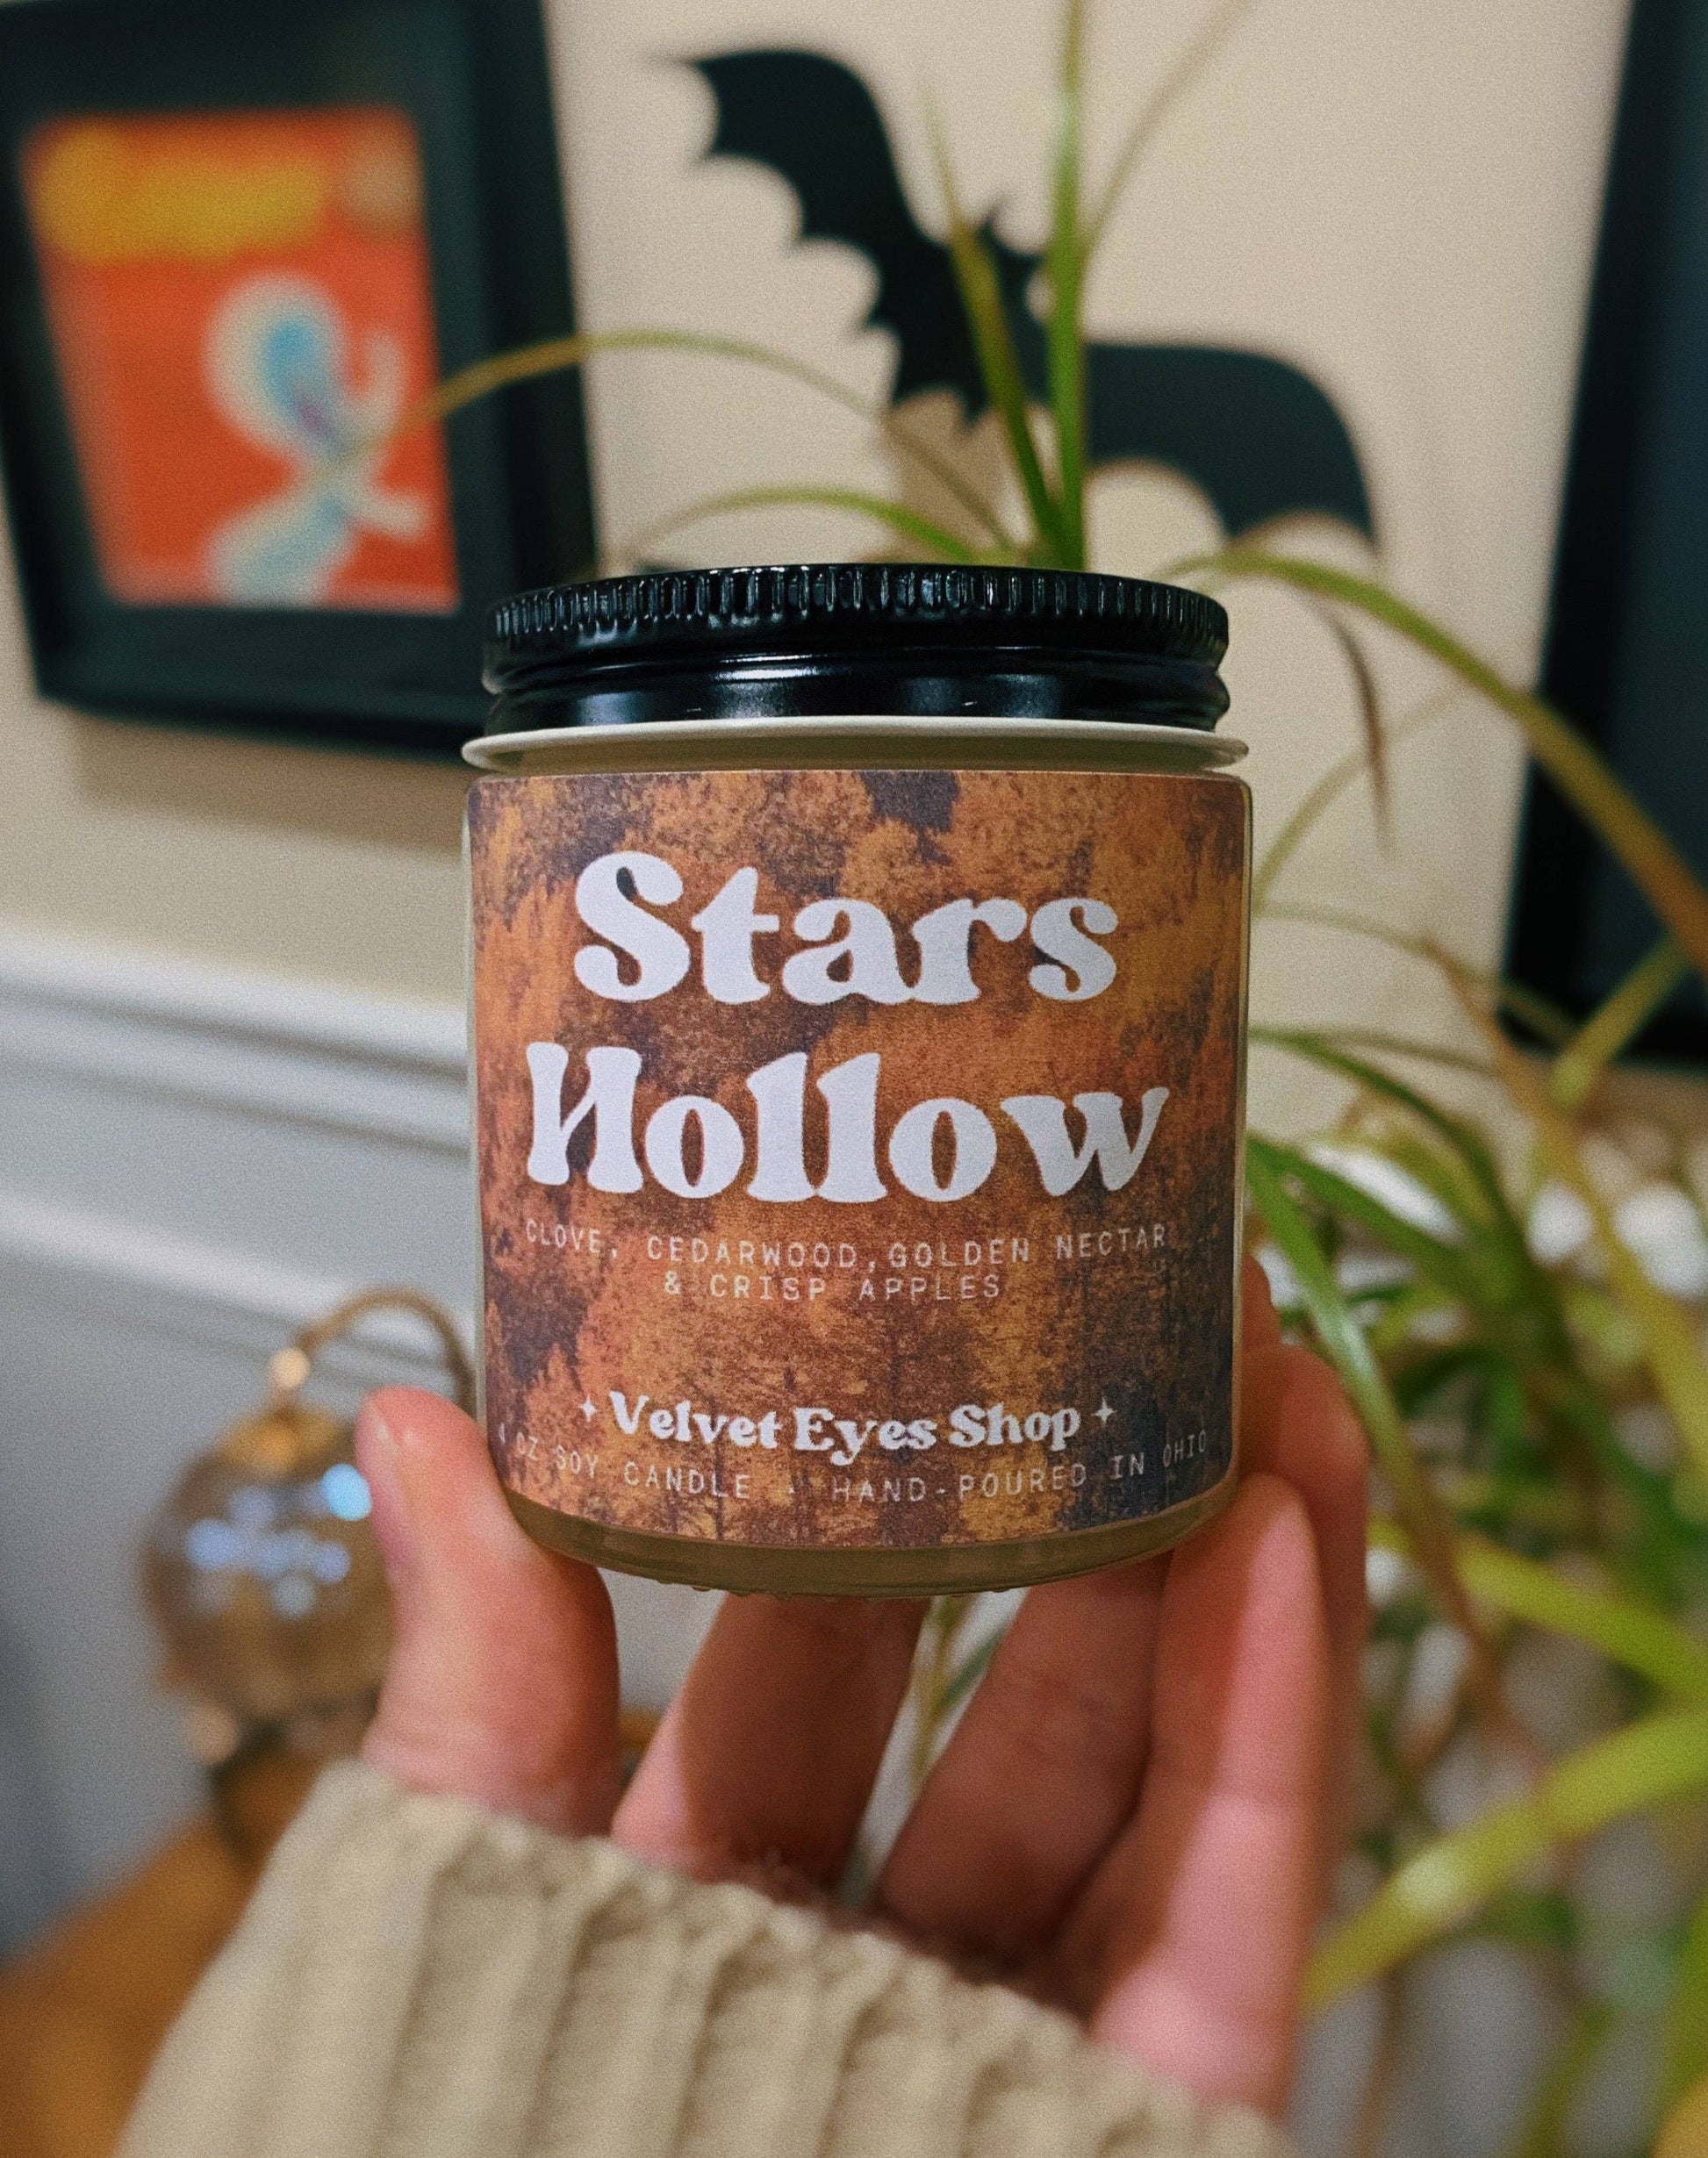 Stars
Hollow
CLOVE, CEDARWOOD, GOLDEN NECTAR
& CRISP APPLES
Velvet Eyes Shop
4 OZ SOY CANDLE · HAND-POURED IN OHIO